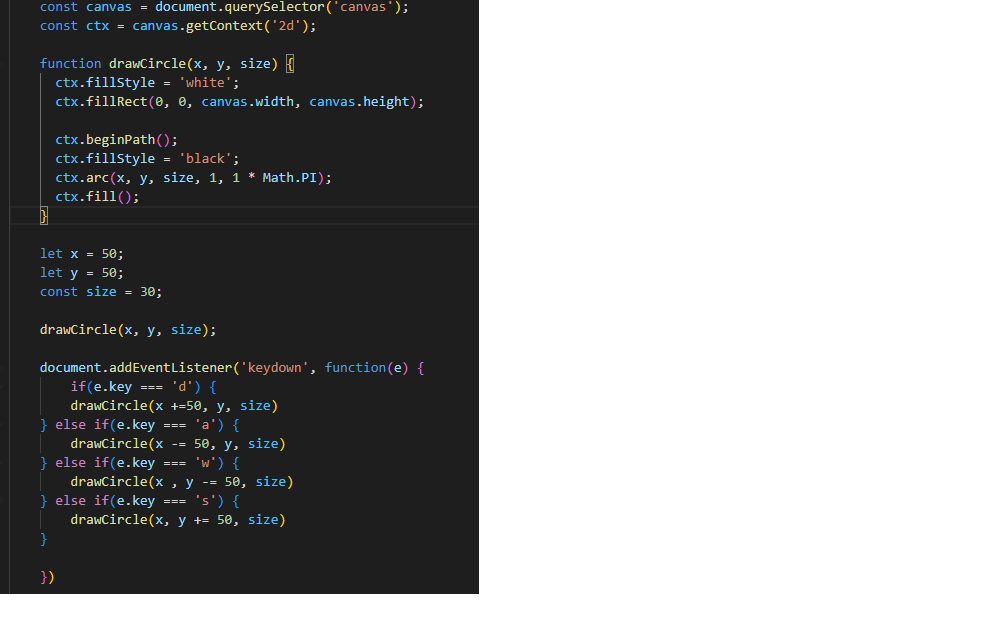 const canvas = document.querySelector('canvas');
const ctx = canvas.getContext('2d');
function drawCircle(x, y, size) {
ctx.fillStyle = 'white';
ctx.fillRect(0, 0, canvas.width, canvas.height);
ctx.beginPath();
ctx.fillStyle = 'black';
ctx.arc(x, y, size, 1, 1 * Math.PI);
ctx.fill();
}
let x = 50;
let y = 50;
const size = 30;
drawCircle(x, y, size);
document.addEventListener('keydown', function(e) {
if(e.key === 'd') {
drawCircle(x +=50, y, size)
} else if(e.key === 'a') {
drawCircle(x -= 50, y, size)
} else if(e.key === 'w') {
drawCircle(x , y -= 50, size)
} else if(e.key === 's') {
drawCircle(x, y += 50, size)
}
})